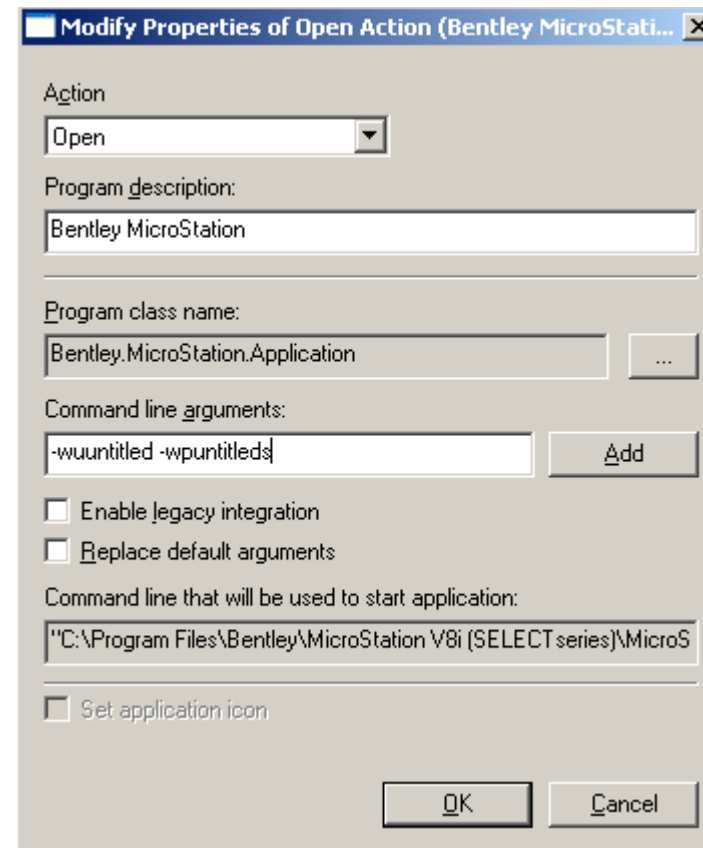 Modify Properties of Open Action (Bentley MicroStati...
Action
Open
Program description:
Bentley MicroStation
Program class name:
Bentley.MicroStation.Application
...
Command line arguments:
-wuuntitled -wpuntitleds
Add
Enable legacy integration
Replace default arguments
Command line that will be used to start application:
"C:\Program Files\Bentley\MicroStation V8i (SELECTseries)\MicroS
Set application icon
OK Cancel